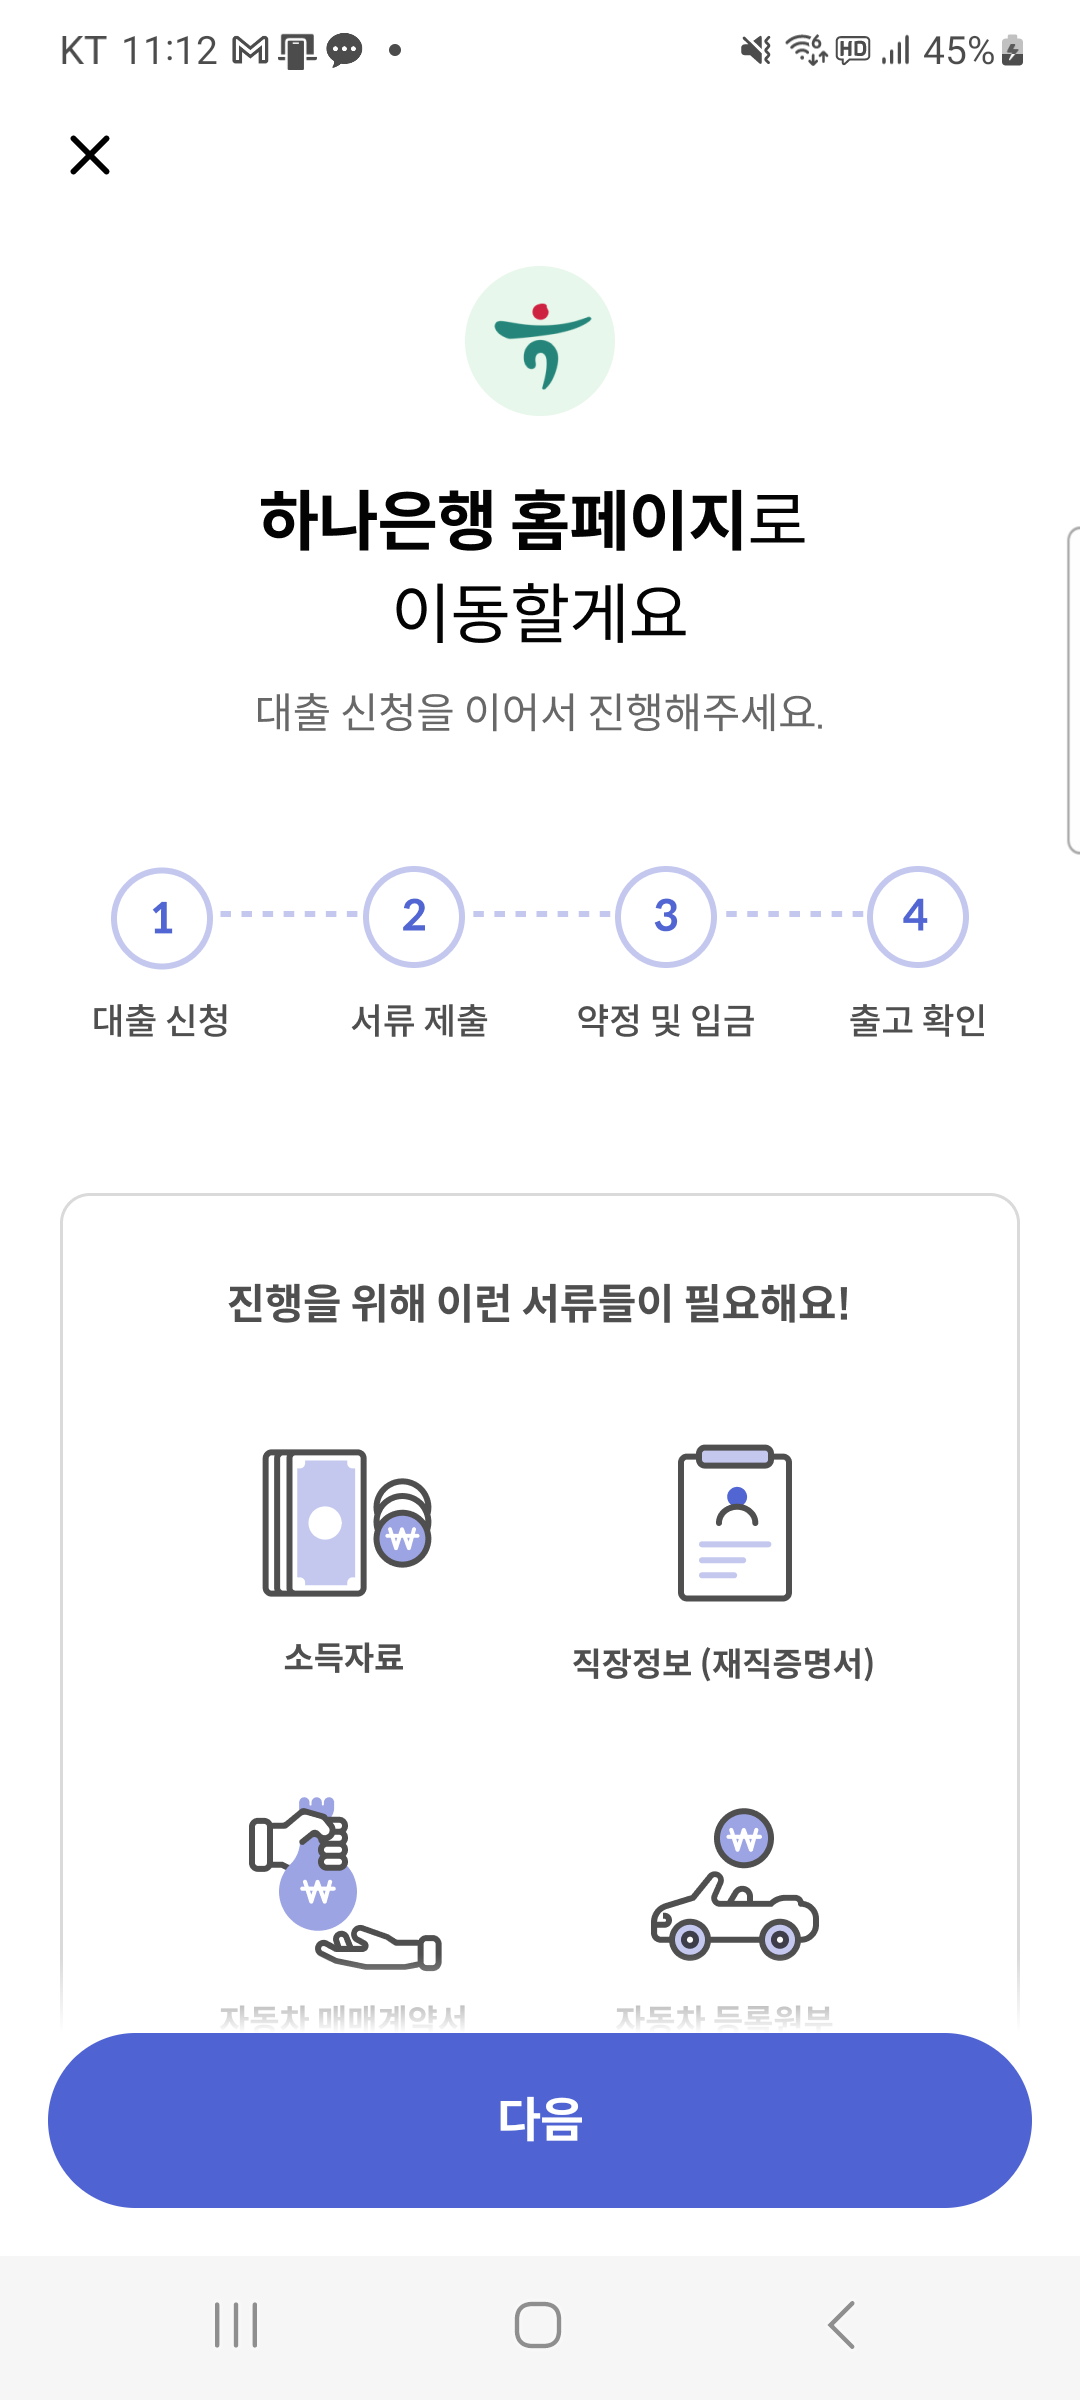 KT 11:12
HD 45%
하나은행 홈페이지로
이동할게요
대출 신청을 이어서 진행해주세요.
1 2 3 4
대출 신청 서류 제출 약정 및 입금 출고 확인
진행을 위해 이런 서류들이 필요해요!
소득자료 직장정보 (재직증명서)
자동차 매매계약서 자동차 등록원부
다음